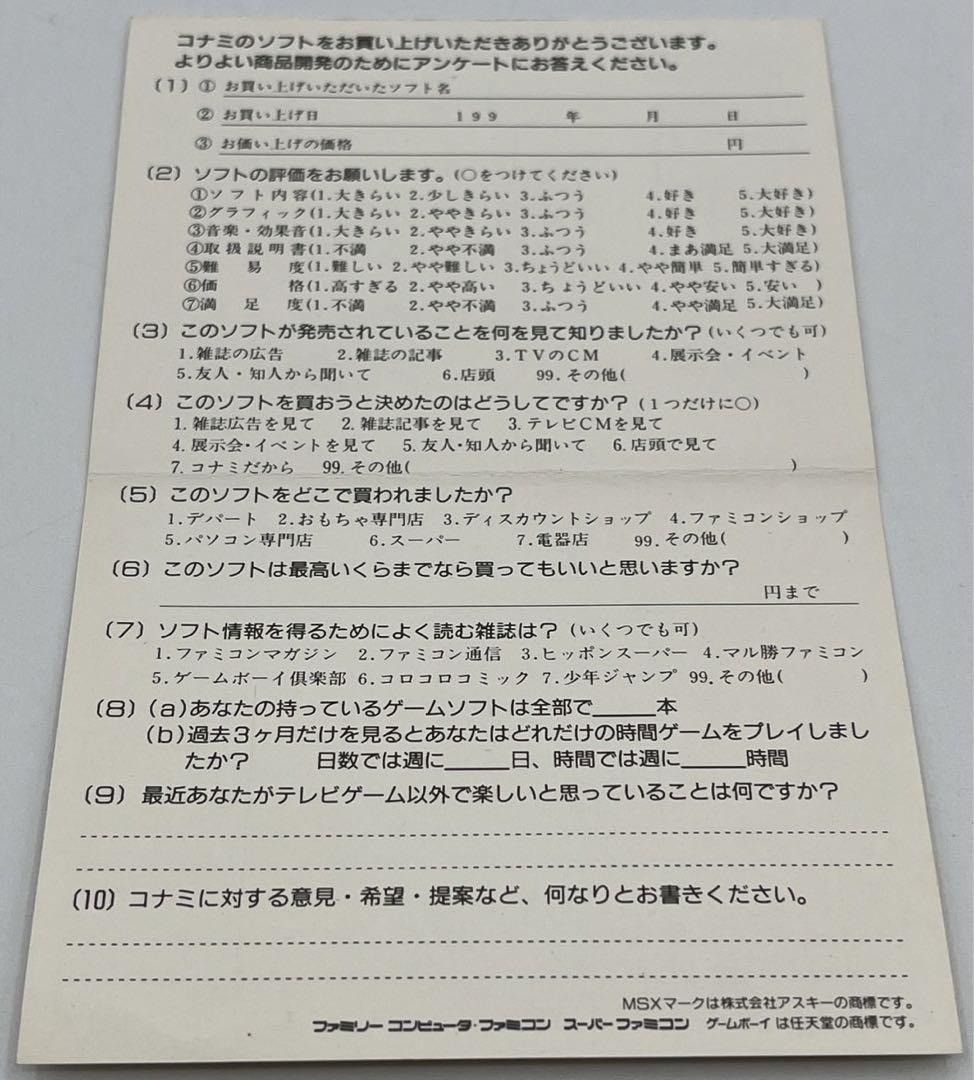 コナミのソフトをお買い上げいただきありがとうございます。
よりよい商品開発のためにアンケートにお答えください。
(1) ① お買い上げいただいたソフト名
② お買い上げ日 199 年 月 日
③ お価い上げの価格 円
(2) ソフトの評価をお願いします。(○をつけてください)
①ソフト内容(1.大きらい 2.少しきらい 3.ふつう 4.好き 5.大好き)
②グラフィック(1.大きらい 2.ややきらい 3.ふつう 4.好き 5.大好き)
③音楽・効果音(1.大きらい 2.ややきらい 3.ふつう 4.好き 5.大好き)
④取扱説明書(1.不満 2.やや不満 3.ふつう 4.まあ満足 5.大満足)
⑤難易度(1.難しい 2.やや難しい 3.ちょうどいい 4.やや簡単 5.簡単すぎる)
⑥価格(1.高すぎる 2.やや高い 3.ちょうどいい 4.やや安い 5.安い )
⑦満足度(1.不満 2.やや不満 3.ふつう 4.やや満足 5.大満足)
(3) このソフトが発売されていることを何を見て知りましたか?(いくつでも可)
1.雑誌の広告 2.雑誌の記事 3.TVのCM 4.展示会・イベント
5.友人・知人から聞いて 6.店頭 99.その他( )
(4) このソフトを買おうと決めたのはどうしてですか?(1つだけに○)
1.雑誌広告を見て 2.雑誌記事を見て 3.テレビCMを見て
4.展示会・イベントを見て 5.友人・知人から聞いて 6.店頭で見て
7.コナミだから 99.その他( )
(5) このソフトをどこで買われましたか?
1.デパート 2.おもちゃ専門店 3.ディスカウントショップ 4.ファミコンショップ
5.パソコン専門店 6.スーパー 7.電器店 99.その他( )
(6) このソフトは最高いくらまでなら買ってもいいと思いますか?
円まで
(7) ソフト情報を得るためによく読む雑誌は?(いくつでも可)
1.ファミコンマガジン 2.ファミコン通信 3.ヒッポンスーパー 4.マル勝ファミコン
5.ゲームボーイ倶楽部 6.コロコロコミック 7.少年ジャンプ 99.その他( )
(8) (a)あなたの持っているゲームソフトは全部で_____本
(b)過去3ヶ月だけを見るとあなたはどれだけの時間ゲームをプレイしまし
たか? 日数では週に_____日、時間では週に_____時間
(9) 最近あなたがテレビゲーム以外で楽しいと思っていることは何ですか?
(10) コナミに対する意見・希望・提案など、何なりとお書きください。
MSXマークは株式会社アスキーの商標です。
ファミリーコンピュータ・ファミコン スーパーファミコン ゲームボーイは任天堂の商標です。